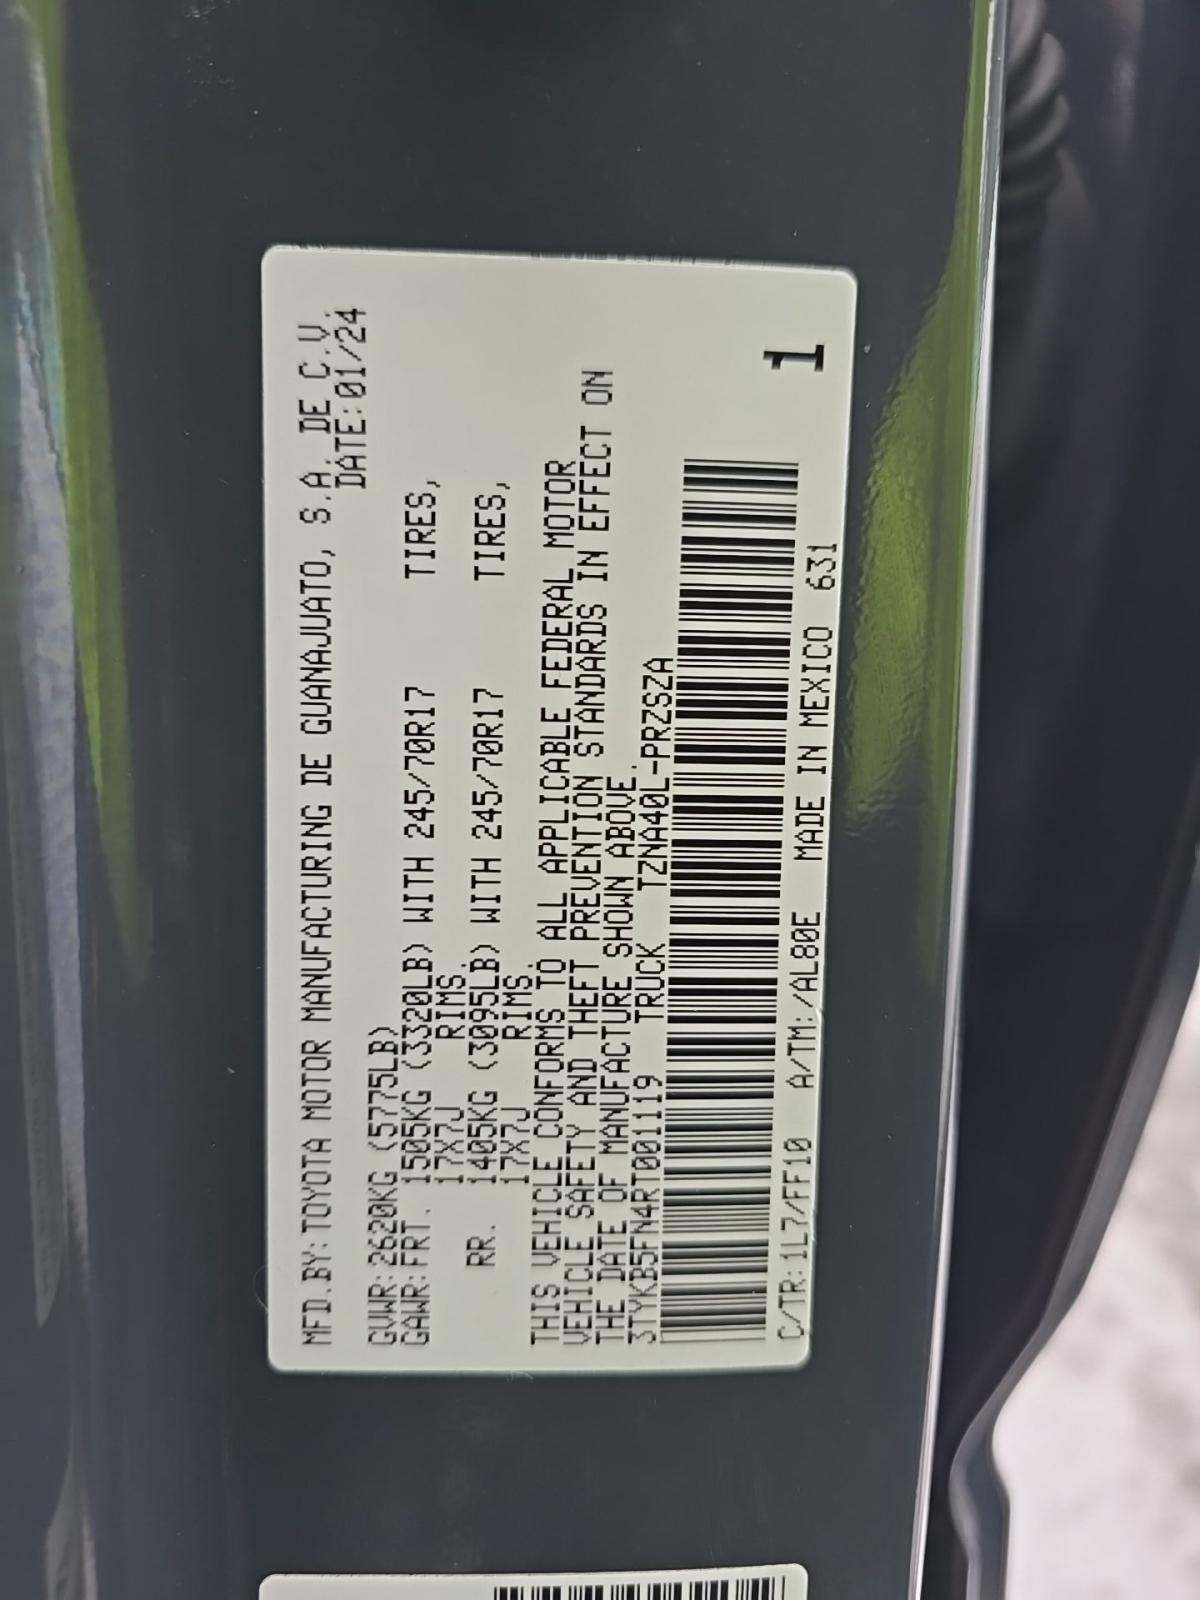 MFD.BY:TOYOTA MOTOR MANUFACTURING DE GUANAJUATO, S.A. DE C.V.
DATE:01/24
GVWR:2620KG (5775LB)
GAWR:FRT. 1505KG (3320LB) WITH 245/70R17 TIRES,
17X7J RIMS.
RR. 1405KG (3095LB) WITH 245/70R17 TIRES,
17X7J RIMS.
THIS VEHICLE CONFORMS TO ALL APPLICABLE FEDERAL MOTOR
VEHICLE SAFETY AND THEFT PREVENTION STANDARDS IN EFFECT ON
THE DATE OF MANUFACTURE SHOWN ABOVE.
3TYKB5FN4RT001119 TRUCK TZNA40L-PRZSZA
C/TR:1L7/FF10 A/TM:/AL80E MADE IN MEXICO 631
1